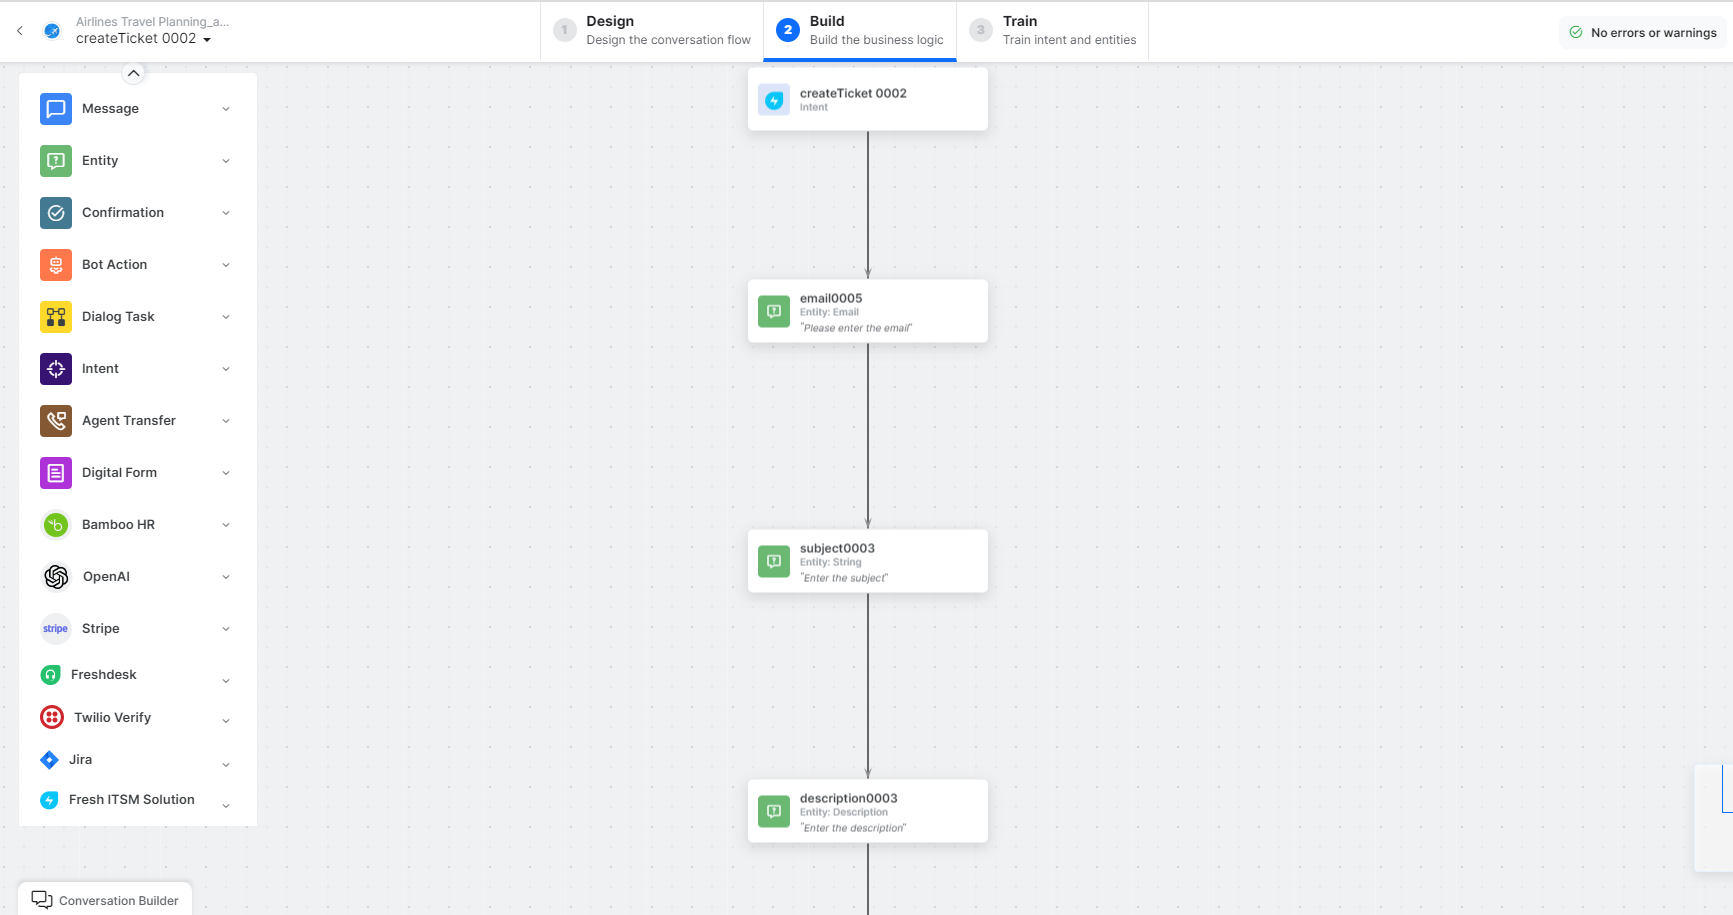 Airlines Travel Planning_a...
createTicket 0002
1
Design
Design the conversation flow
2
Build
Build the business logic
3
Train
Train intent and entities
No errors or warnings
Message
Entity
Confirmation
Bot Action
Dialog Task
Intent
Agent Transfer
Digital Form
Bamboo HR
OpenAI
stripe
Stripe
Freshdesk
Twilio Verify
Jira
Fresh ITSM Solution
createTicket 0002
Intent
email0005
Entity: Email
"Please enter the email"
subject0003
Entity: String
"Enter the subject"
description0003
Entity: Description
"Enter the description"
Conversation Builder